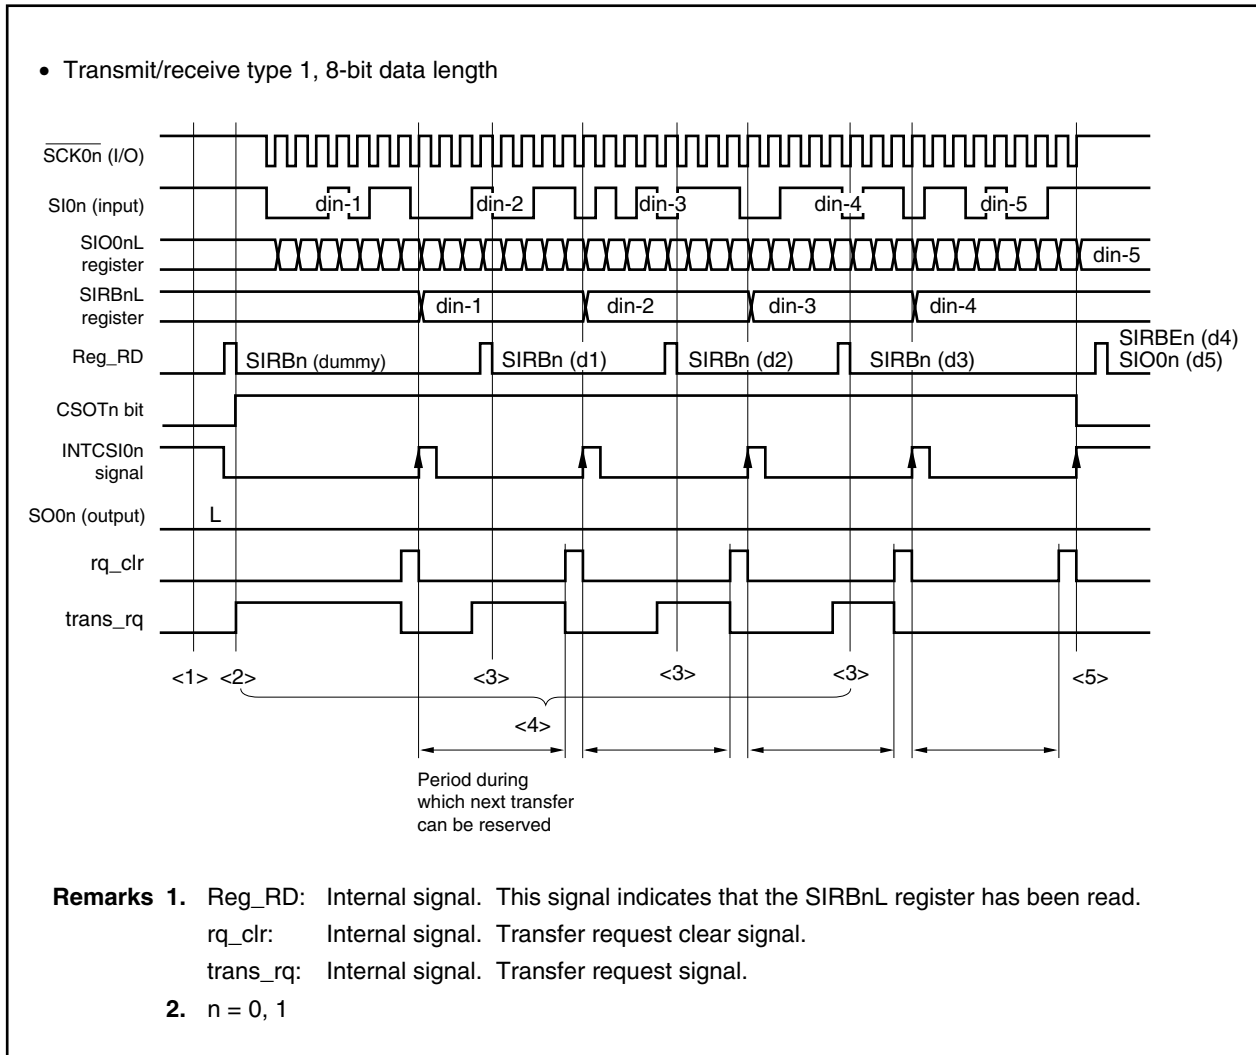 • Transmit/receive type 1, 8-bit data length
SCK0n (I/O)
SI0n (input)
din-1 din-2 din-3 din-4 din-5
SIO0nL
register
din-5
SIRBnL
register
din-1 din-2 din-3 din-4
Reg_RD
SIRBn (dummy) SIRBn (d1) SIRBn (d2) SIRBn (d3)
SIRBEn (d4)
SIO0n (d5)
CSOTn bit
INTCSI0n
signal
SO0n (output) L
rq_clr
trans_rq
<1> <2> <3> <3> <3> <5>
<4>
Period during
which next transfer
can be reserved
Remarks 1. Reg_RD: Internal signal. This signal indicates that the SIRBnL register has been read.
rq_clr: Internal signal. Transfer request clear signal.
trans_rq: Internal signal. Transfer request signal.
2. n = 0, 1